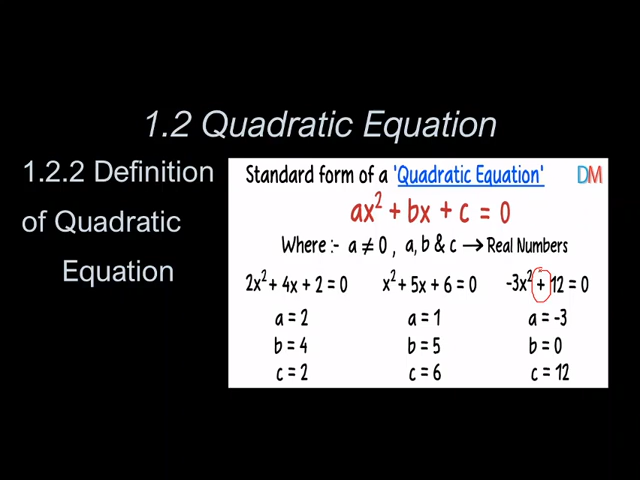 1.2 Quadratic Equation
1.2.2 Definition
of Quadratic
Equation
Standard form of a 'Quadratic Equation' DM
ax² + bx + c = 0
Where :- a ≠ 0 , a, b & c → Real Numbers
2x² + 4x + 2 = 0 x² + 5x + 6 = 0 -3x² + 12 = 0
a = 2 a = 1 a = -3
b = 4 b = 5 b = 0
c = 2 c = 6 c = 12